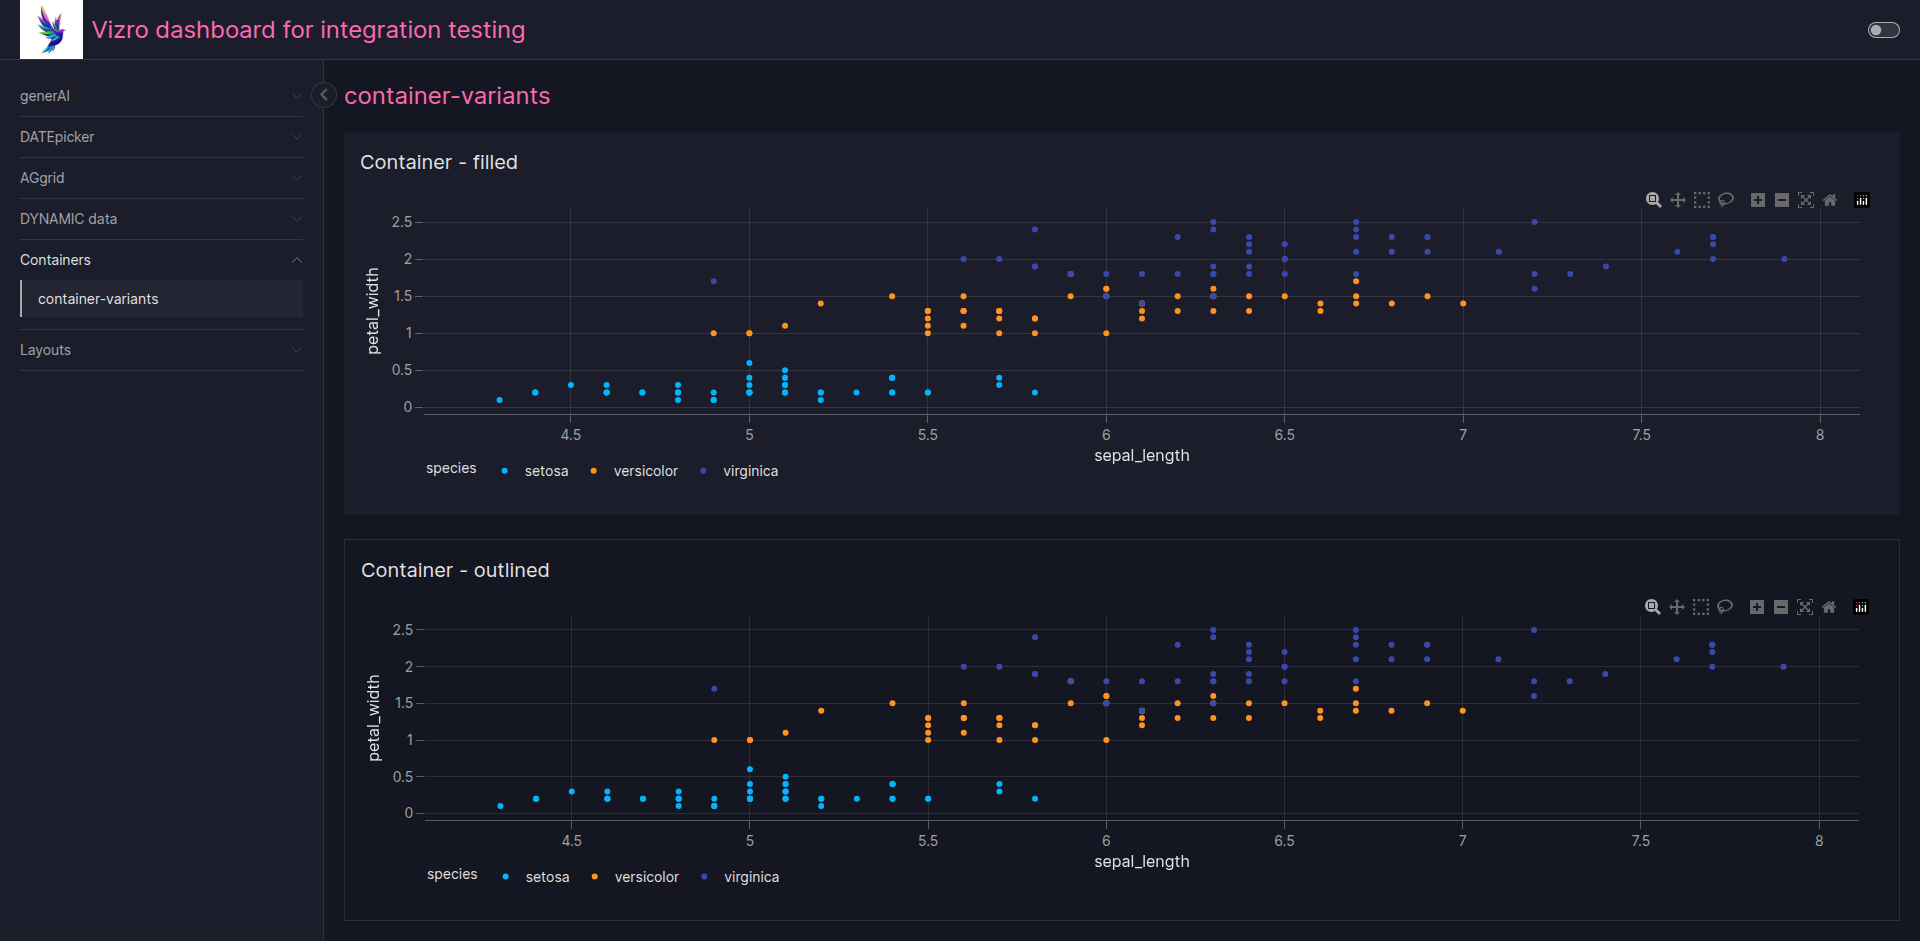 Vizro dashboard for integration testing
generAI
DATEpicker
AGgrid
DYNAMIC data
Containers
container-variants
Layouts
container-variants
Container - filled
2.5
2
1.5
1
0.5
0
petal_width
4.5 5 5.5 6 6.5 7 7.5 8
sepal_length
species setosa versicolor virginica
Container - outlined
2.5
2
1.5
1
0.5
0
petal_width
4.5 5 5.5 6 6.5 7 7.5 8
sepal_length
species setosa versicolor virginica